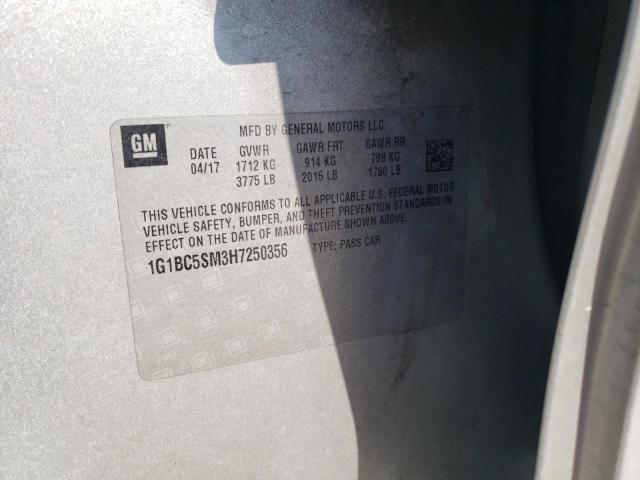 GM
MFD BY GENERAL MOTORS LLC
DATE GVWR GAWR FRT GAWR RR
04/17 1712 KG 914 KG 798 KG
3775 LB 2015 LB 1760 LB
THIS VEHICLE CONFORMS TO ALL APPLICABLE U.S. FEDERAL MOTOR
VEHICLE SAFETY, BUMPER, AND THEFT PREVENTION STANDARDS IN
EFFECT ON THE DATE OF MANUFACTURE SHOWN ABOVE.
1G1BC5SM3H7250356 TYPE: PASS CAR